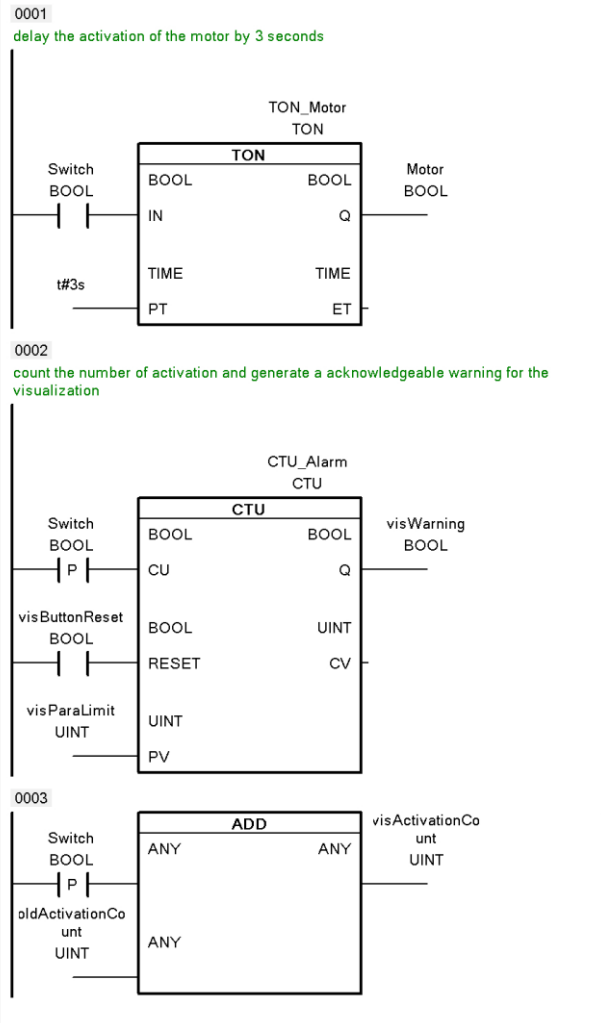 0001
delay the activation of the motor by 3 seconds
TON_Motor
TON
TON
Switch
BOOL
BOOL
BOOL
Motor
BOOL
IN
Q
t#3s
TIME
TIME
PT
ET
0002
count the number of activation and generate a acknowledgeable warning for the
visualization
CTU_Alarm
CTU
CTU
Switch
BOOL
BOOL
BOOL
visWarning
BOOL
P
CU
Q
visButtonReset
BOOL
BOOL
UINT
RESET
CV
visParaLimit
UINT
UINT
PV
0003
ADD
Switch
BOOL
ANY
ANY
visActivationCo
unt
UINT
P
oldActivationCo
unt
UINT
ANY